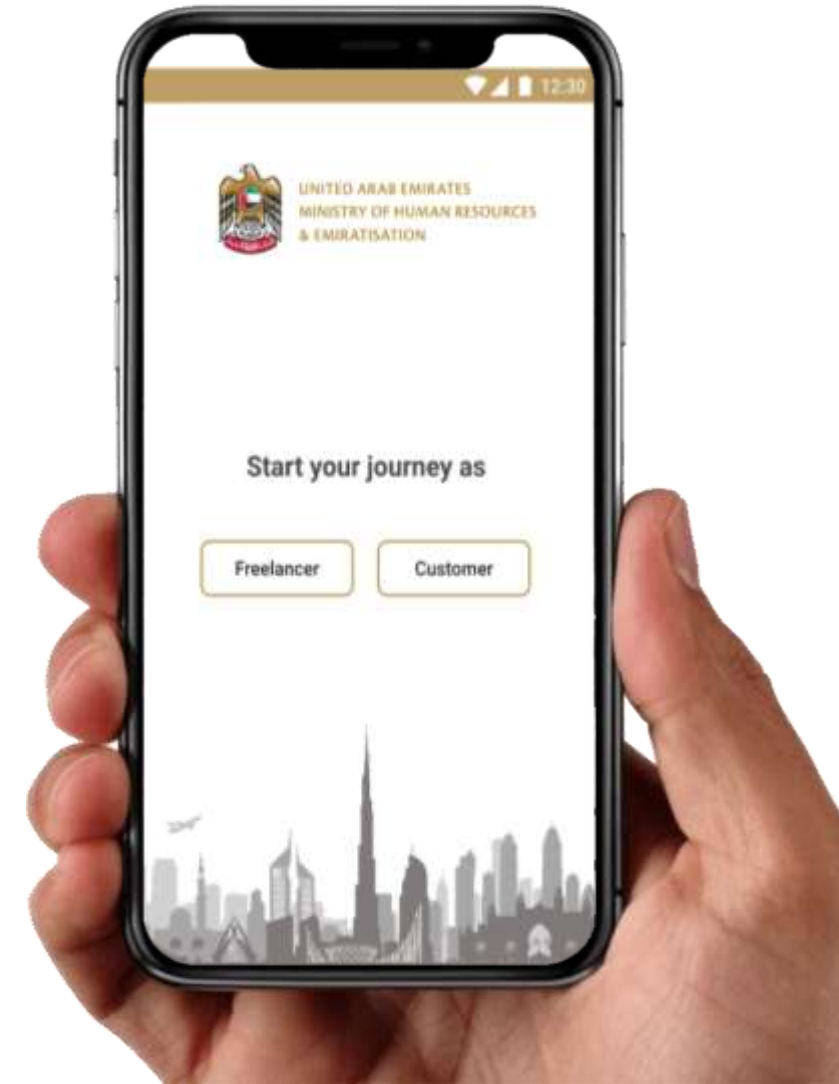 12:30
UNITED ARAB EMIRATES
MINISTRY OF HUMAN RESOURCES
& EMIRATISATION
Start your journey as
Freelancer Customer